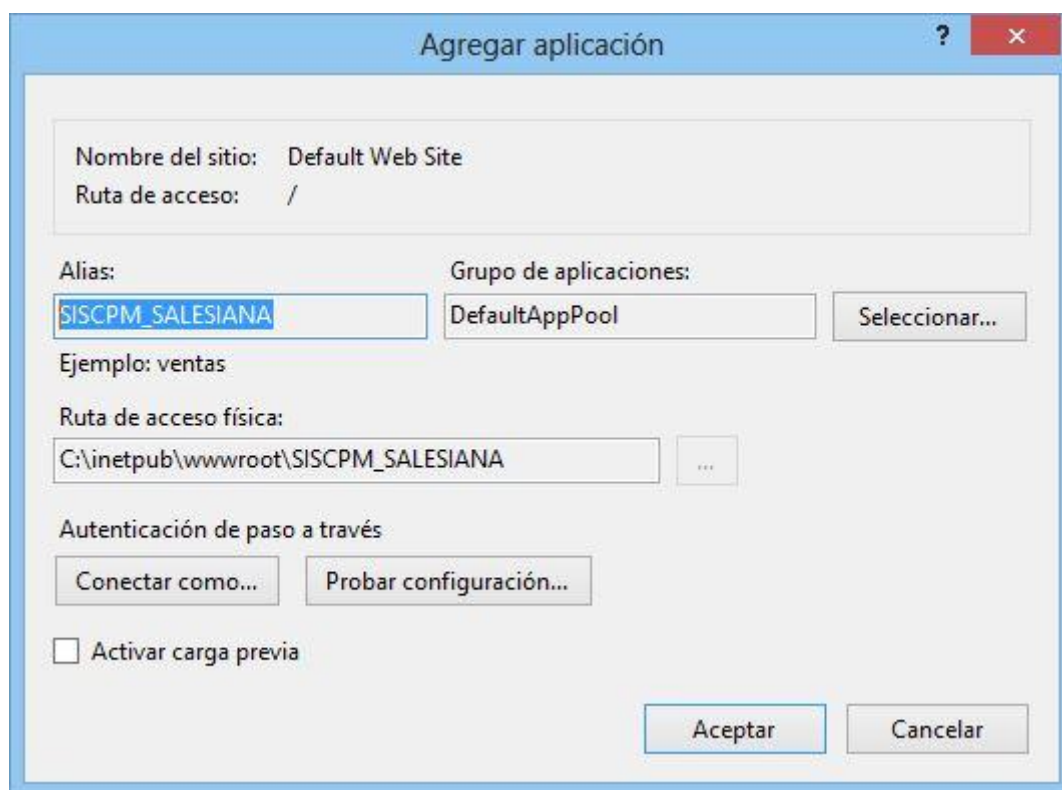 Agregar aplicación
? ×
Nombre del sitio: Default Web Site
Ruta de acceso: /
Alias: Grupo de aplicaciones:
SISCPM_SALESIANA DefaultAppPool Seleccionar...
Ejemplo: ventas
Ruta de acceso física:
C:\inetpub\wwwroot\SISCPM_SALESIANA ...
Autenticación de paso a través
Conectar como... Probar configuración...
Activar carga previa
Aceptar Cancelar